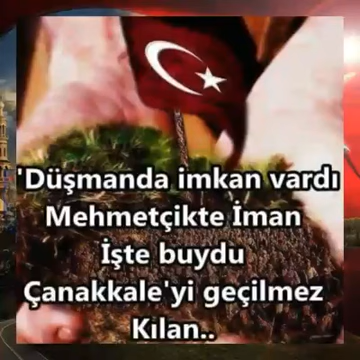 'Düşmanda imkan vardı
Mehmetçikte İman
İşte buydu
Çanakkale'yi geçilmez
Kılan..